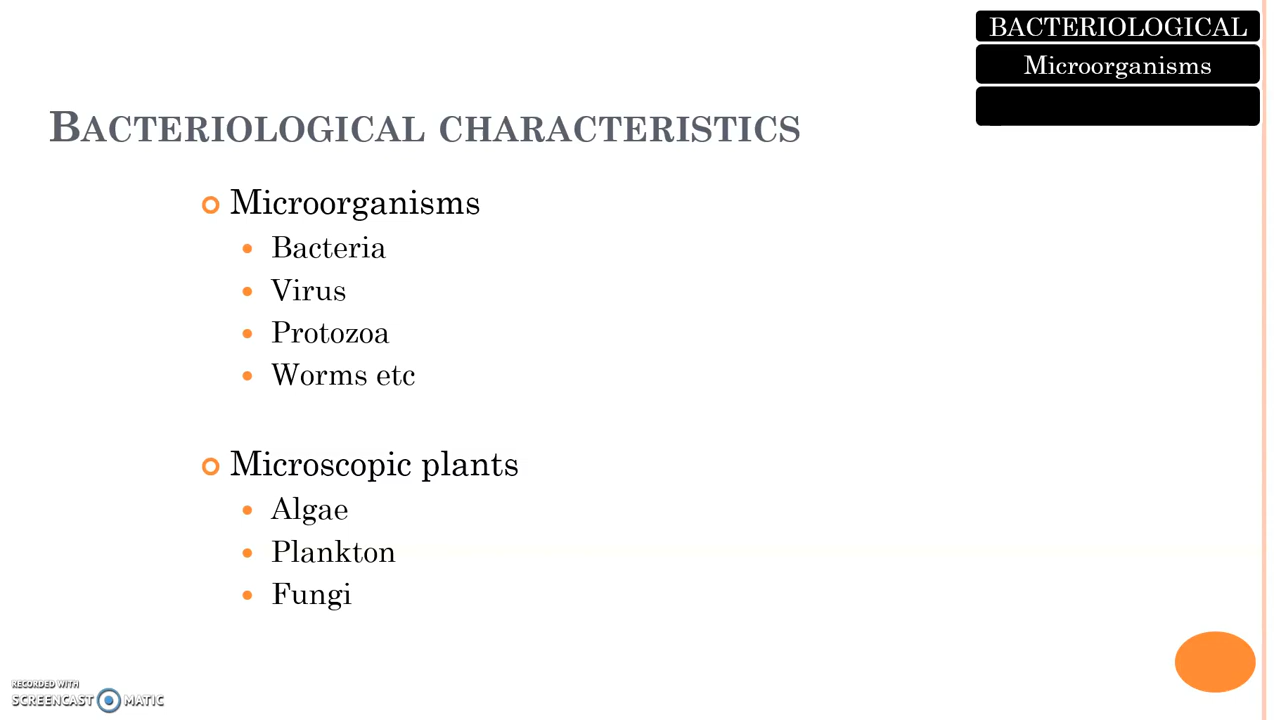 BACTERIOLOGICAL
Microorganisms
BACTERIOLOGICAL CHARACTERISTICS
Microorganisms
Bacteria
Virus
Protozoa
Worms etc
Microscopic plants
Algae
Plankton
Fungi
RECORDED WITH
SCREENCAST MATIC